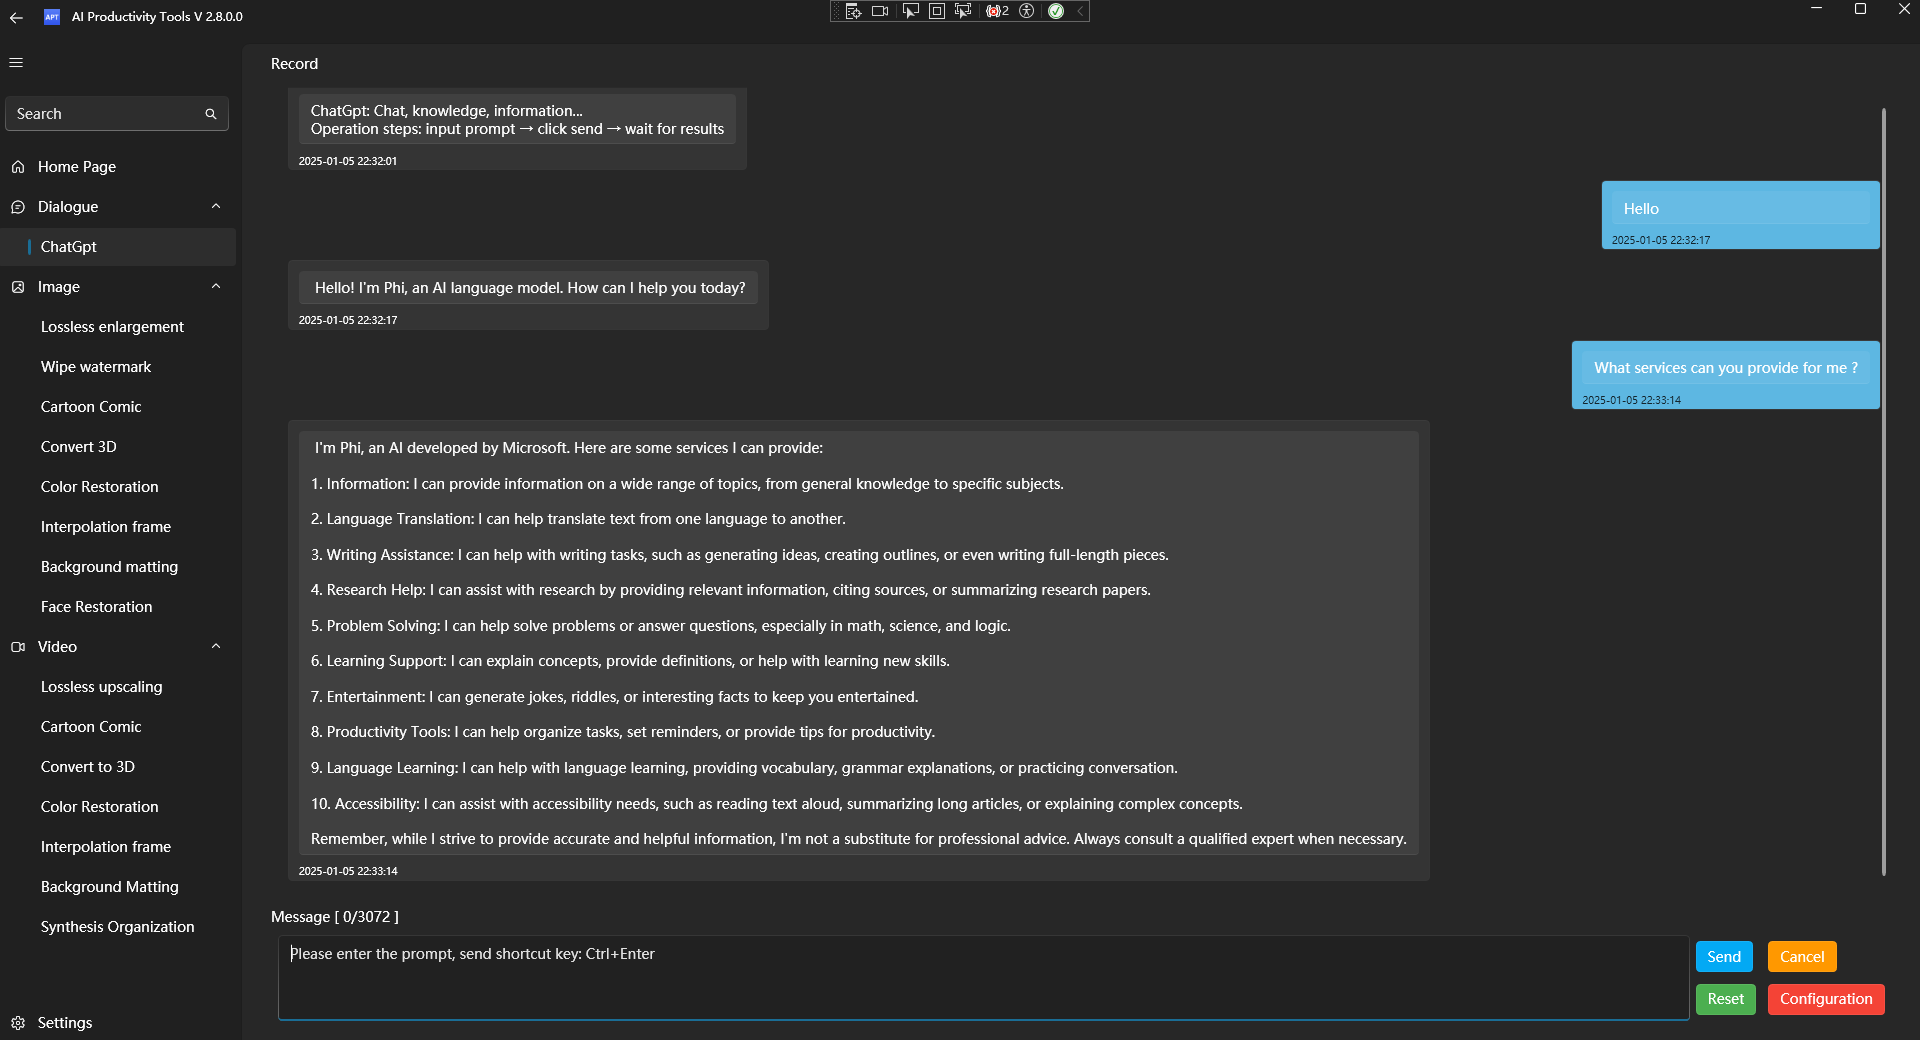 APT AI Productivity Tools V 2.8.0.0
2
Search
Home Page
Dialogue
ChatGpt
Image
Lossless enlargement
Wipe watermark
Cartoon Comic
Convert 3D
Color Restoration
Interpolation frame
Background matting
Face Restoration
Video
Lossless upscaling
Cartoon Comic
Convert to 3D
Color Restoration
Interpolation frame
Background Matting
Synthesis Organization
Settings
Record
ChatGpt: Chat, knowledge, information...
Operation steps: input prompt → click send → wait for results
2025-01-05 22:32:01
Hello
2025-01-05 22:32:17
Hello! I'm Phi, an AI language model. How can I help you today?
2025-01-05 22:32:17
What services can you provide for me ?
2025-01-05 22:33:14
I'm Phi, an AI developed by Microsoft. Here are some services I can provide:
1. Information: I can provide information on a wide range of topics, from general knowledge to specific subjects.
2. Language Translation: I can help translate text from one language to another.
3. Writing Assistance: I can help with writing tasks, such as generating ideas, creating outlines, or even writing full-length pieces.
4. Research Help: I can assist with research by providing relevant information, citing sources, or summarizing research papers.
5. Problem Solving: I can help solve problems or answer questions, especially in math, science, and logic.
6. Learning Support: I can explain concepts, provide definitions, or help with learning new skills.
7. Entertainment: I can generate jokes, riddles, or interesting facts to keep you entertained.
8. Productivity Tools: I can help organize tasks, set reminders, or provide tips for productivity.
9. Language Learning: I can help with language learning, providing vocabulary, grammar explanations, or practicing conversation.
10. Accessibility: I can assist with accessibility needs, such as reading text aloud, summarizing long articles, or explaining complex concepts.
Remember, while I strive to provide accurate and helpful information, I'm not a substitute for professional advice. Always consult a qualified expert when necessary.
2025-01-05 22:33:14
Message [ 0/3072 ]
Please enter the prompt, send shortcut key: Ctrl+Enter
Send
Cancel
Reset
Configuration